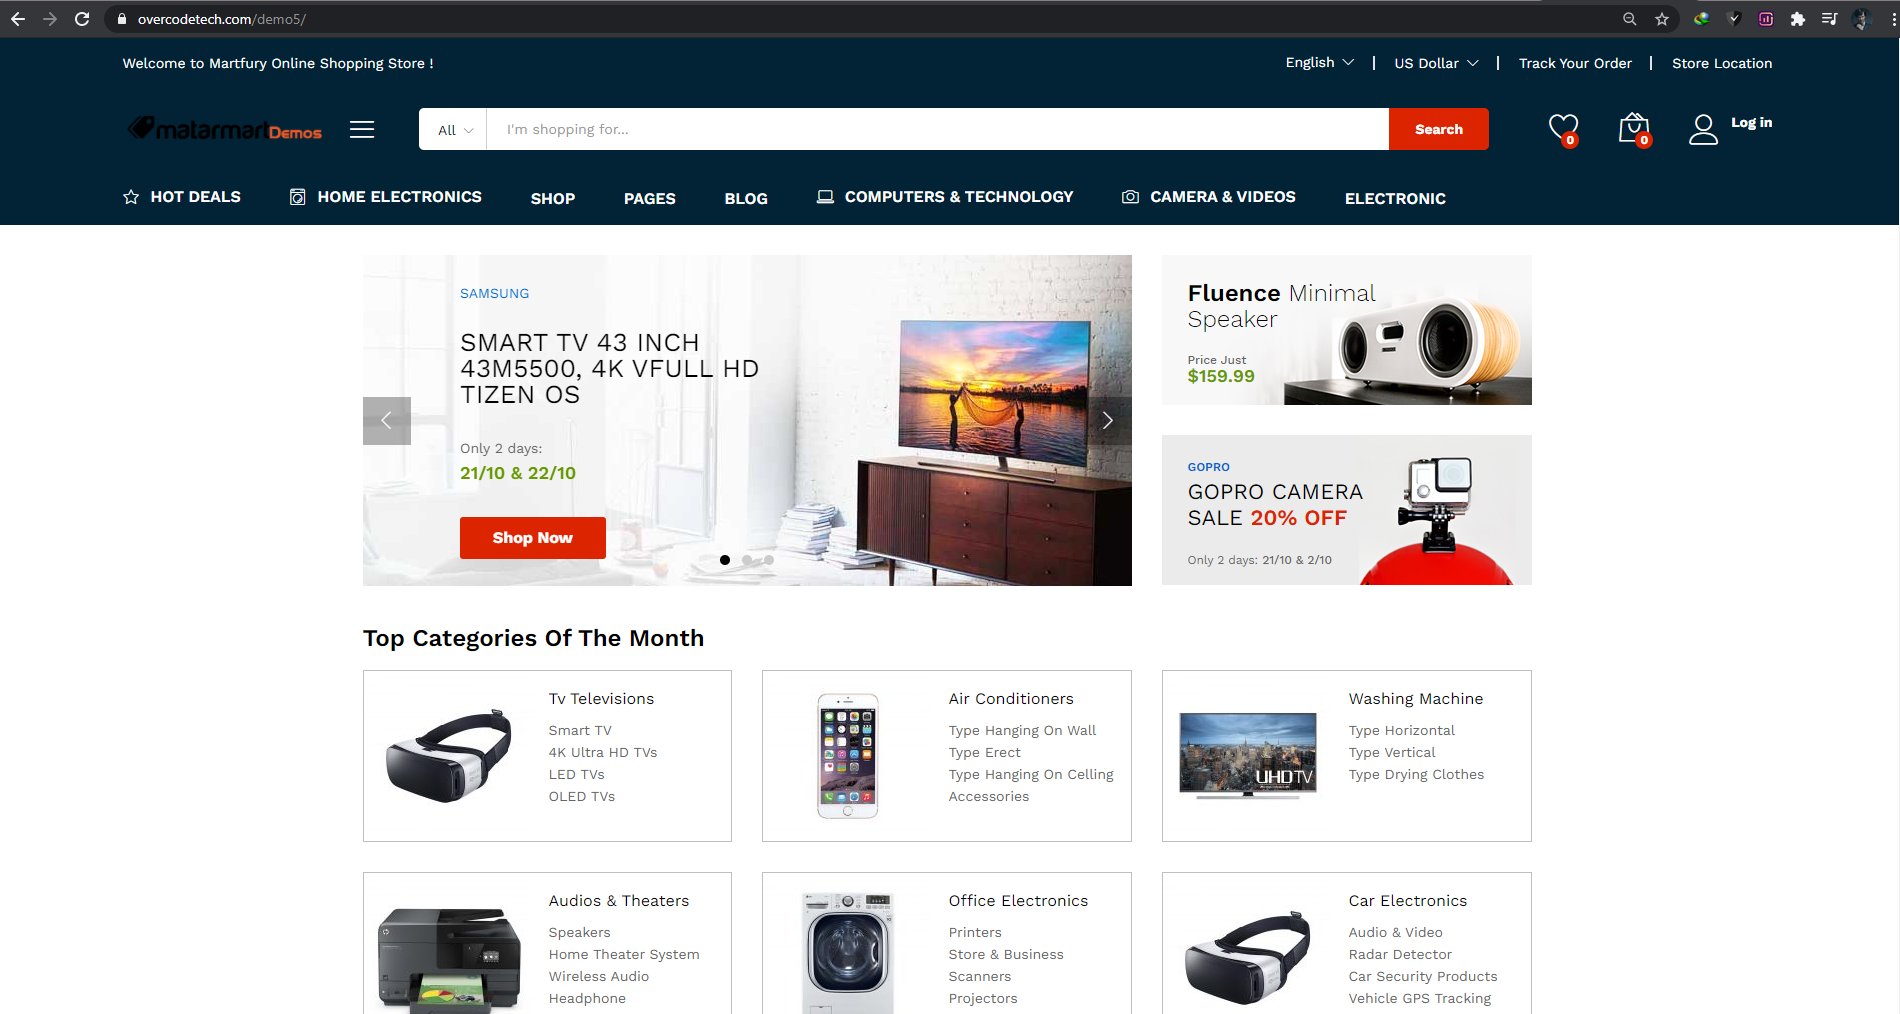 overcodetech.com/demo5/
Welcome to Martfury Online Shopping Store !
English
US Dollar
Track Your Order
Store Location
matarmart Demos
All
I'm shopping for...
Search
0
0
Log in
HOT DEALS
HOME ELECTRONICS
SHOP
PAGES
BLOG
COMPUTERS & TECHNOLOGY
CAMERA & VIDEOS
ELECTRONIC
SAMSUNG
SMART TV 43 INCH
43M5500, 4K VFULL HD
TIZEN OS
Only 2 days:
21/10 & 22/10
Shop Now
Fluence Minimal
Speaker
Price Just
$159.99
GOPRO
GOPRO CAMERA
SALE 20% OFF
Only 2 days: 21/10 & 2/10
Top Categories Of The Month
Tv Televisions
Smart TV
4K Ultra HD TVs
LED TVs
OLED TVs
Air Conditioners
Type Hanging On Wall
Type Erect
Type Hanging On Celling
Accessories
UHD TV
Washing Machine
Type Horizontal
Type Vertical
Type Drying Clothes
Audios & Theaters
Speakers
Home Theater System
Wireless Audio
Headphone
Office Electronics
Printers
Store & Business
Scanners
Projectors
Car Electronics
Audio & Video
Radar Detector
Car Security Products
Vehicle GPS Tracking